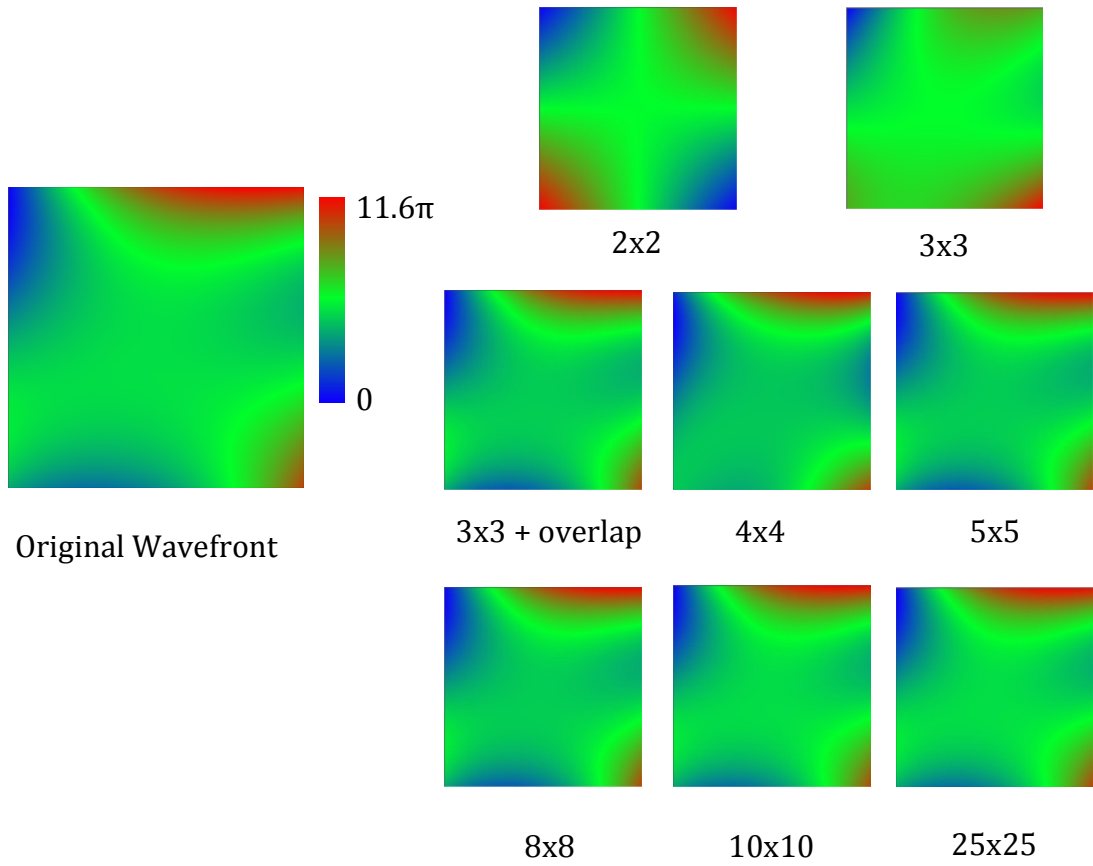 2x2
3x3
11.6π
0
Original Wavefront
3x3 + overlap
4x4
5x5
8x8
10x10
25x25